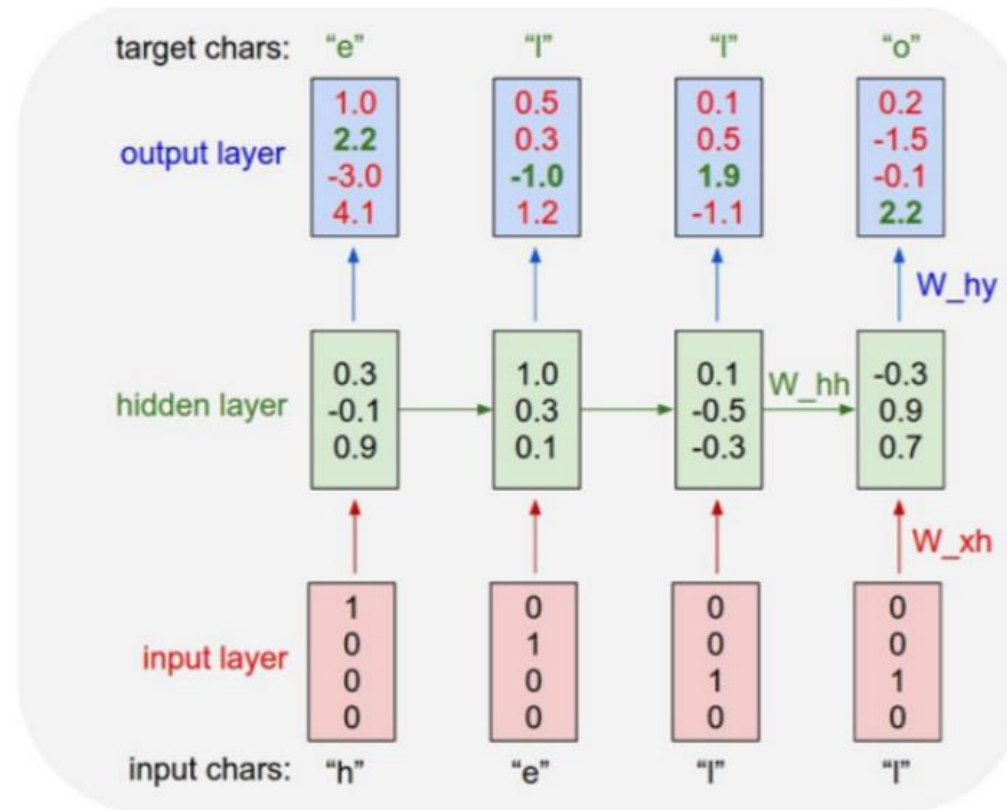 target chars: “e” “l” “l” “o”
1.0 0.5 0.1 0.2
2.2 0.3 0.5 -1.5
output layer
-3.0 -1.0 1.9 -0.1
4.1 1.2 -1.1 2.2
W_hy
0.3 1.0 0.1 W_hh -0.3
hidden layer -0.1 0.3 -0.5 0.9
0.9 0.1 -0.3 0.7
W_xh
1 0 0 0
0 1 0 0
input layer
0 0 1 1
0 0 0 0
input chars: “h” “e” “l” “l”